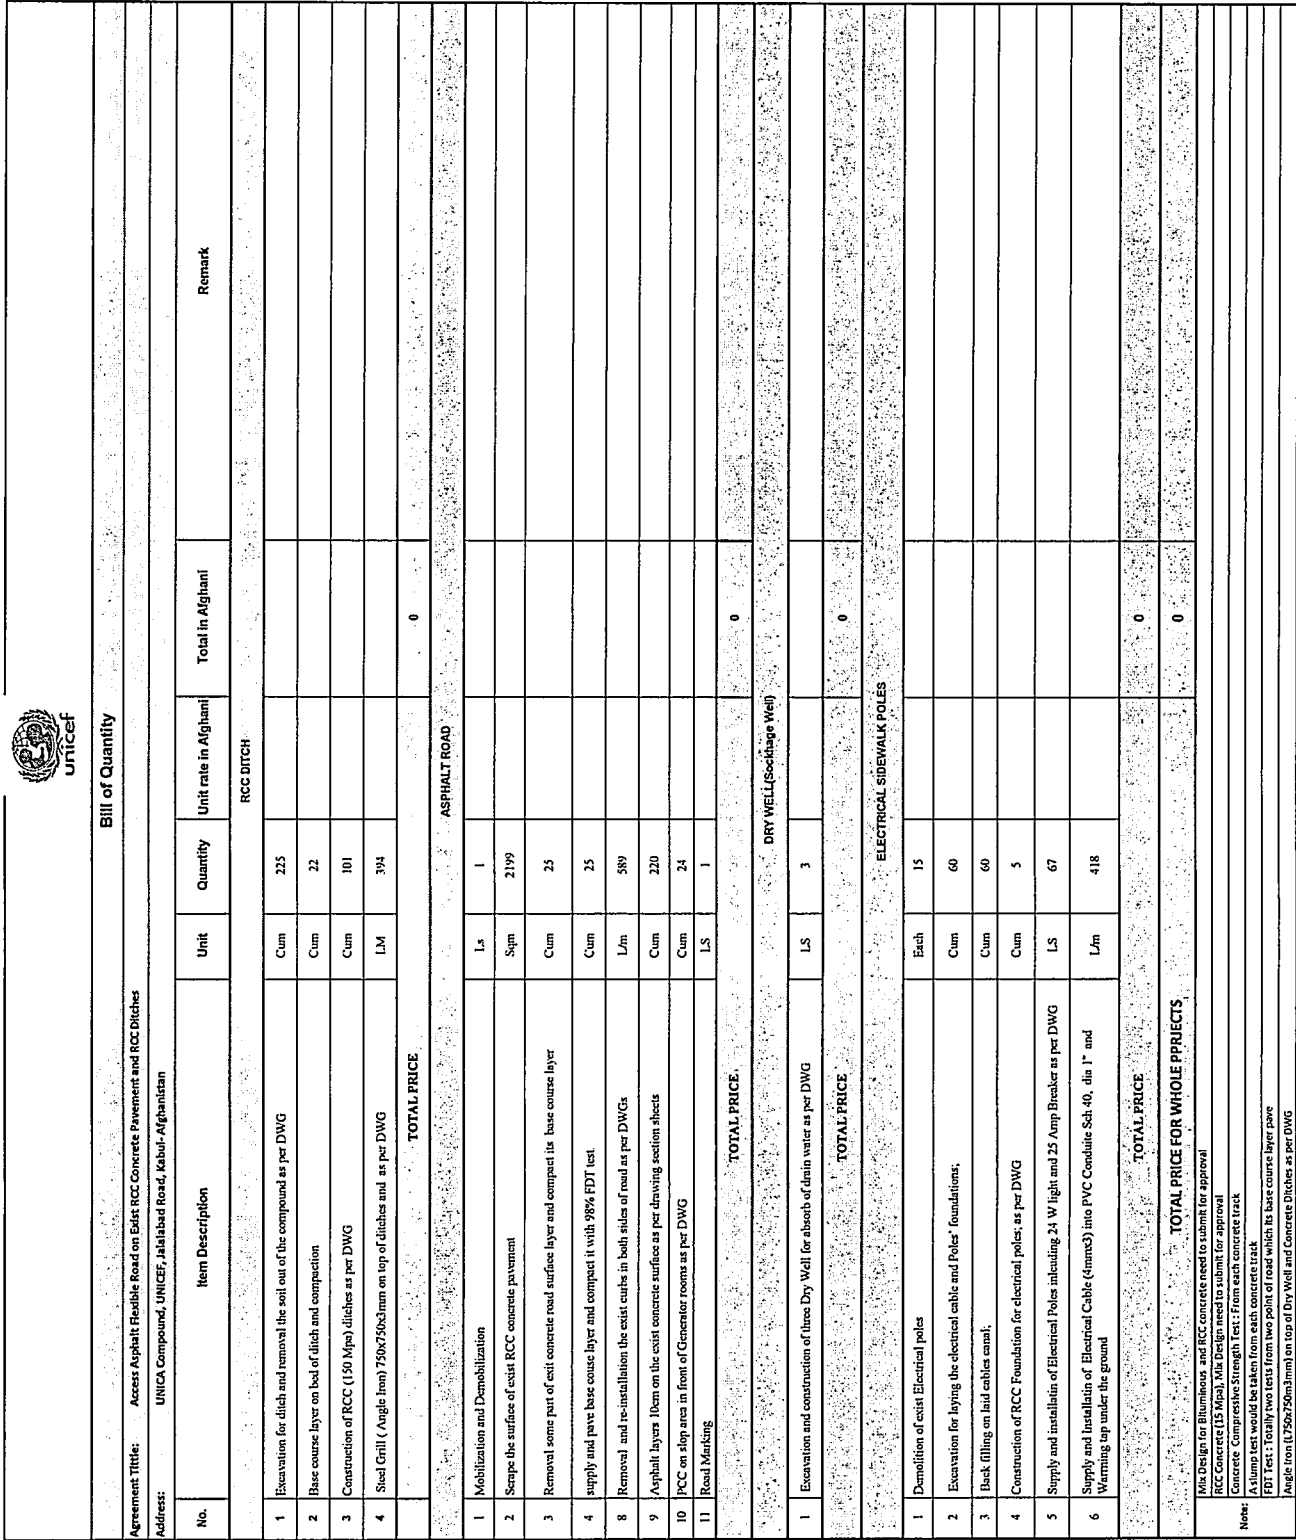 unicef
Bill of Quantity
Agreement Tittle: Access Asphalt Flexible Road on Exist RCC Concrete Pavement and RCC Ditches
Address: UNICA Compound, UNICEF, Jalalabad Road, Kabul- Afghanistan
No. Item Description Unit Quantity Unit rate in Afghani Total in Afghani Remark
RCC DITCH
1 Excavation for ditch and removal the soil out of the compound as per DWG Cum 225
2 Base course layer on bed of ditch and compaction Cum 22
3 Construction of RCC (150 Mpa) ditches as per DWG Cum 101
4 Steel Grill ( Angle Iron) 750x750x3mm on top of ditches and as per DWG LM 394
TOTAL PRICE 0
ASPHALT ROAD
1 Mobilization and Demobilization Ls 1
2 Scrape the surface of exist RCC concrete pavement Sqm 2199
3 Removal some part of exit concrete road surface layer and compact its base course layer Cum 25
4 supply and pave base couse layer and compact it with 98% FDT test. Cum 25
8 Removal and re-installation the exist curbs in both sides of road as per DWGs L/m 589
9 Asphalt layers 10cm on the exist concrete surface as per drawing section sheets Cum 220
10 PCC on slop area in front of Generator rooms as per DWG Cum 24
11 Road Marking LS 1
TOTAL PRICE 0
DRY WELL(Sockhage Well)
1 Excavation and construction of three Dry Well for absorb of drain water as per DWG LS 3
TOTAL PRICE 0
ELECTRICAL SIDEWALK POLES
1 Demolition of exist Electrical poles Each 15
2 Excavation for laying the electrical cable and Poles' foundations; Cum 60
3 Back filling on laid cables canal; Cum 60
4 Construction of RCC Foundation for electrical poles; as per DWG Cum 5
5 Supply and installatin of Electrical Poles inlcuding 24 W light and 25 Amp Breaker as per DWG LS 67
6 Supply and Installatin of Electrical Cable (4mmx3) into PVC Conduite Sch 40, dia 1" and
Warming tap under the ground L/m 418
TOTAL PRICE 0
TOTAL PRICE FOR WHOLE PPRJECTS 0
Note: Mix Design for Bituminous and RCC concrete need to submit for approval
RCC Concrete (15 Mpa), Mix Design need to submit for approval
Concrete Compressive Strength Test : From each concrete track
A slump test would be taken from each concrete track
FDT Test : Totally two tests from two point of road which its base course layer pave
Angle Iron (L750x750m3mm) on top of Dry Well and Concrete Ditches as per DWG